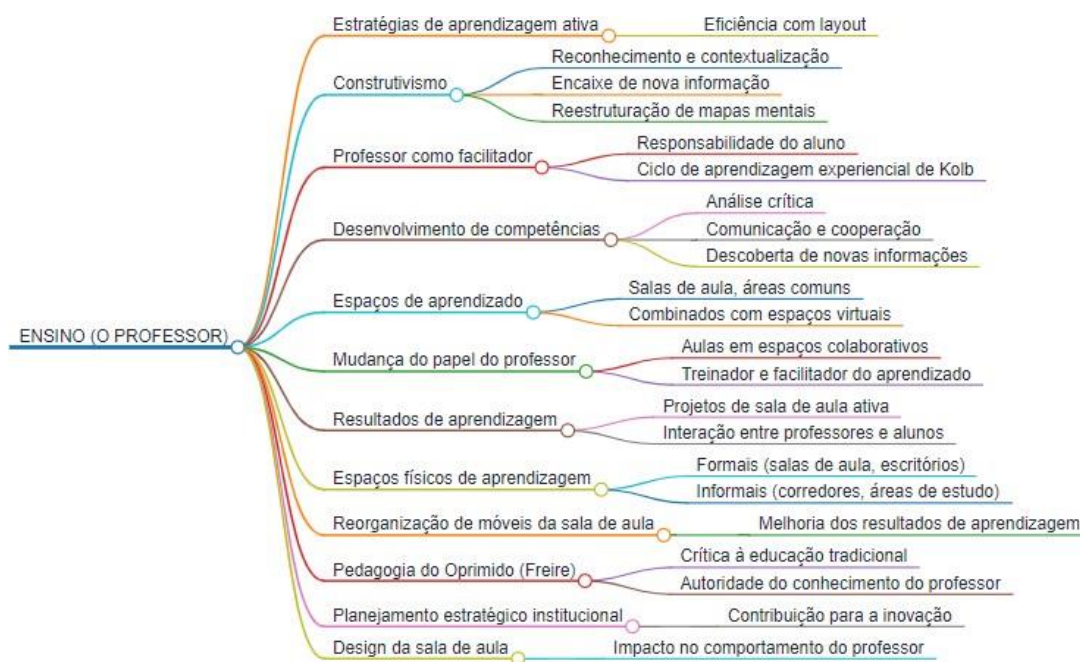 Estratégias de aprendizagem ativa
Eficiência com layout
Construtivismo
Reconhecimento e contextualização
Encaixe de nova informação
Reestruturação de mapas mentais
Professor como facilitador
Responsabilidade do aluno
Ciclo de aprendizagem experiencial de Kolb
Desenvolvimento de competências
Análise crítica
Comunicação e cooperação
Descoberta de novas informações
Espaços de aprendizado
Salas de aula, áreas comuns
Combinados com espaços virtuais
ENSINO (O PROFESSOR)
Mudança do papel do professor
Aulas em espaços colaborativos
Treinador e facilitador do aprendizado
Resultados de aprendizagem
Projetos de sala de aula ativa
Interação entre professores e alunos
Espaços físicos de aprendizagem
Formais (salas de aula, escritórios)
Informais (corredores, áreas de estudo)
Reorganização de móveis da sala de aula
Melhoria dos resultados de aprendizagem
Pedagogia do Oprimido (Freire)
Crítica à educação tradicional
Autoridade do conhecimento do professor
Planejamento estratégico institucional
Contribuição para a inovação
Design da sala de aula
Impacto no comportamento do professor